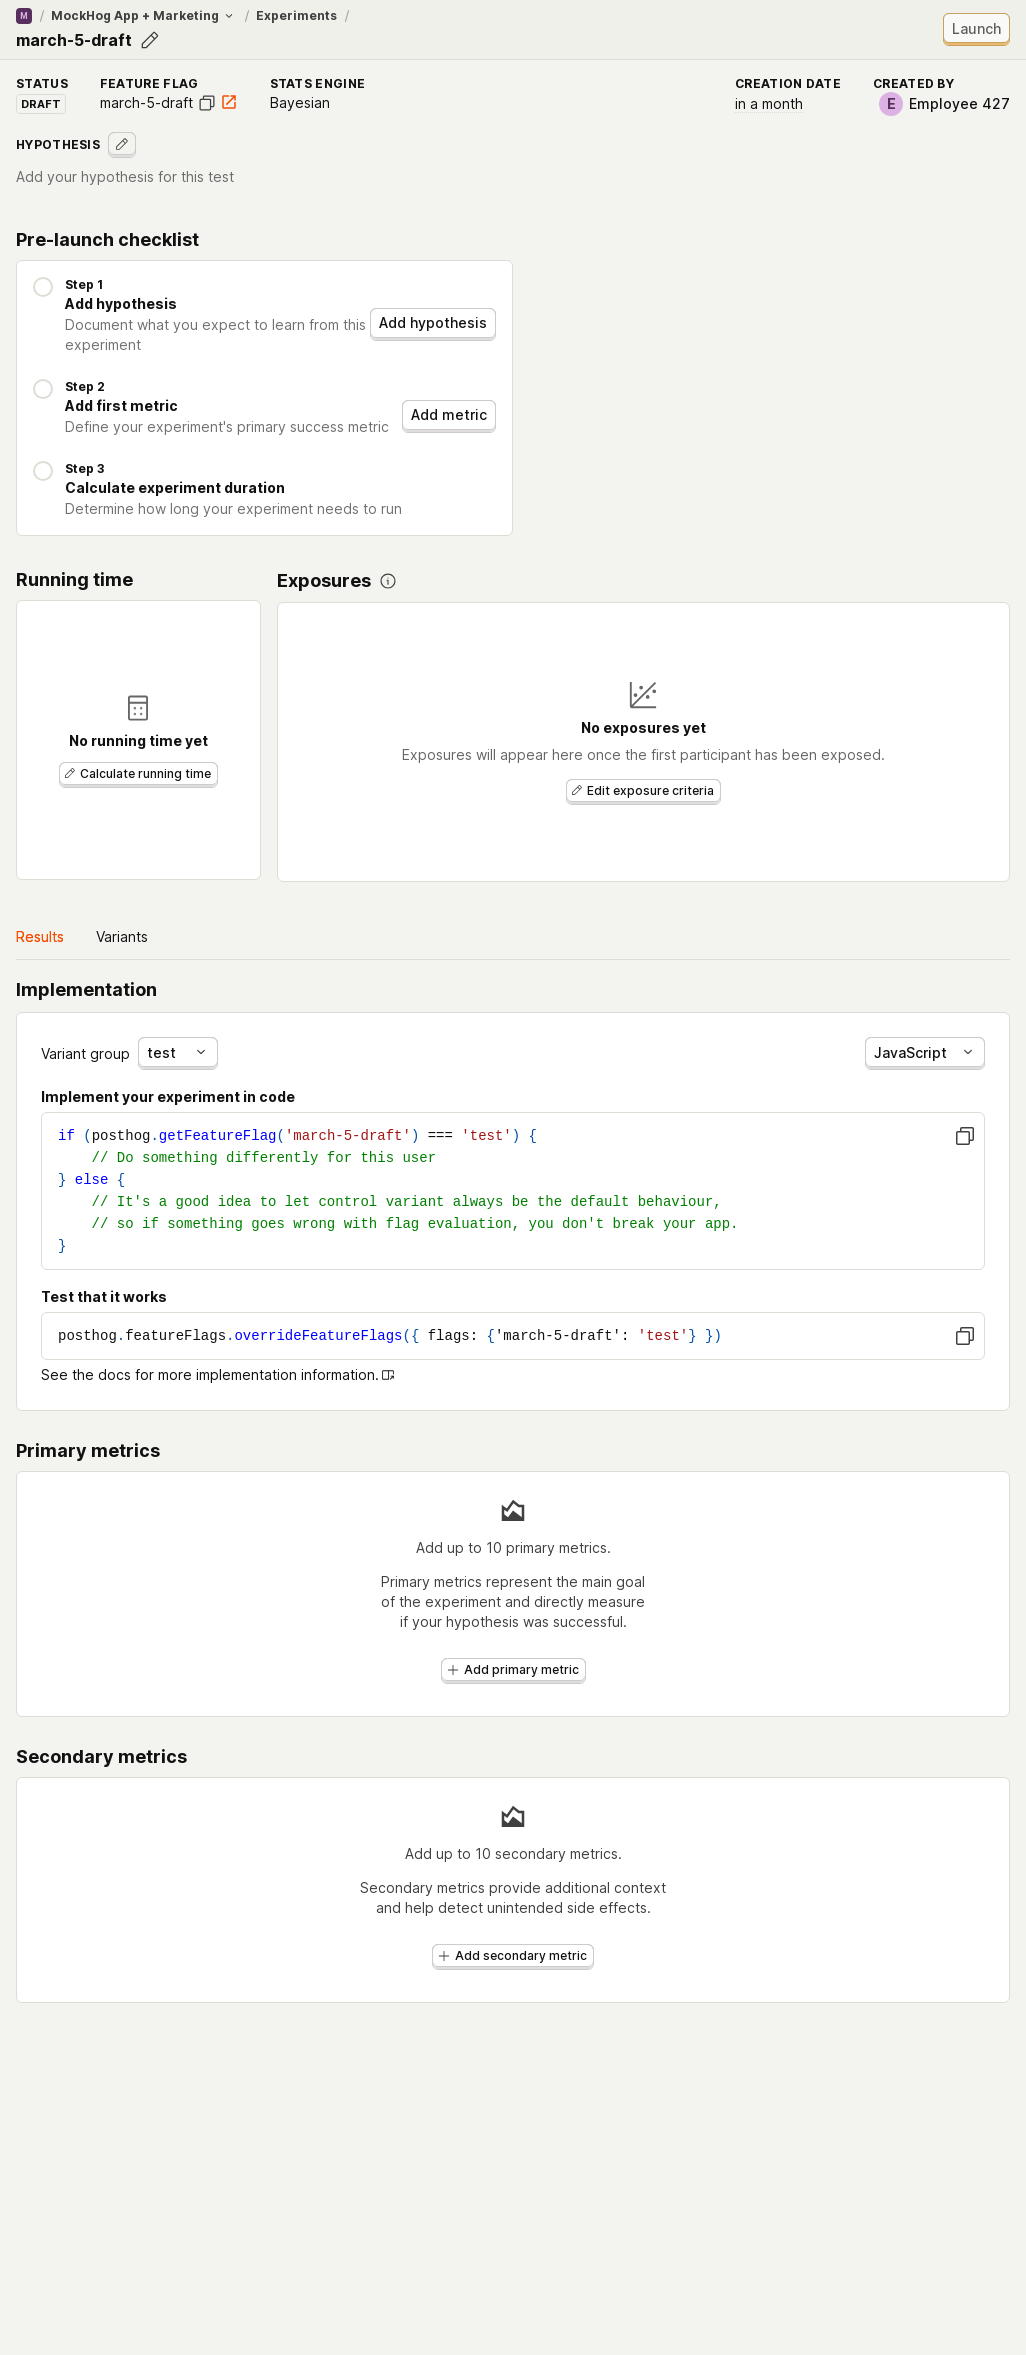 M / MockHog App + Marketing / Experiments /
march-5-draft
Launch
STATUS FEATURE FLAG STATS ENGINE CREATION DATE CREATED BY
DRAFT march-5-draft Bayesian in a month E Employee 427
HYPOTHESIS
Add your hypothesis for this test
Pre-launch checklist
Step 1
Add hypothesis
Document what you expect to learn from this
experiment
Add hypothesis
Step 2
Add first metric
Define your experiment's primary success metric
Add metric
Step 3
Calculate experiment duration
Determine how long your experiment needs to run
Running time
No running time yet
Calculate running time
Exposures
No exposures yet
Exposures will appear here once the first participant has been exposed.
Edit exposure criteria
Results Variants
Implementation
Variant group test JavaScript
Implement your experiment in code
if (posthog.getFeatureFlag('march-5-draft') === 'test') {
    // Do something differently for this user
} else {
    // It's a good idea to let control variant always be the default behaviour,
    // so if something goes wrong with flag evaluation, you don't break your app.
}
Test that it works
posthog.featureFlags.overrideFeatureFlags({ flags: {'march-5-draft': 'test'} })
See the docs for more implementation information.
Primary metrics
Add up to 10 primary metrics.
Primary metrics represent the main goal
of the experiment and directly measure
if your hypothesis was successful.
Add primary metric
Secondary metrics
Add up to 10 secondary metrics.
Secondary metrics provide additional context
and help detect unintended side effects.
Add secondary metric